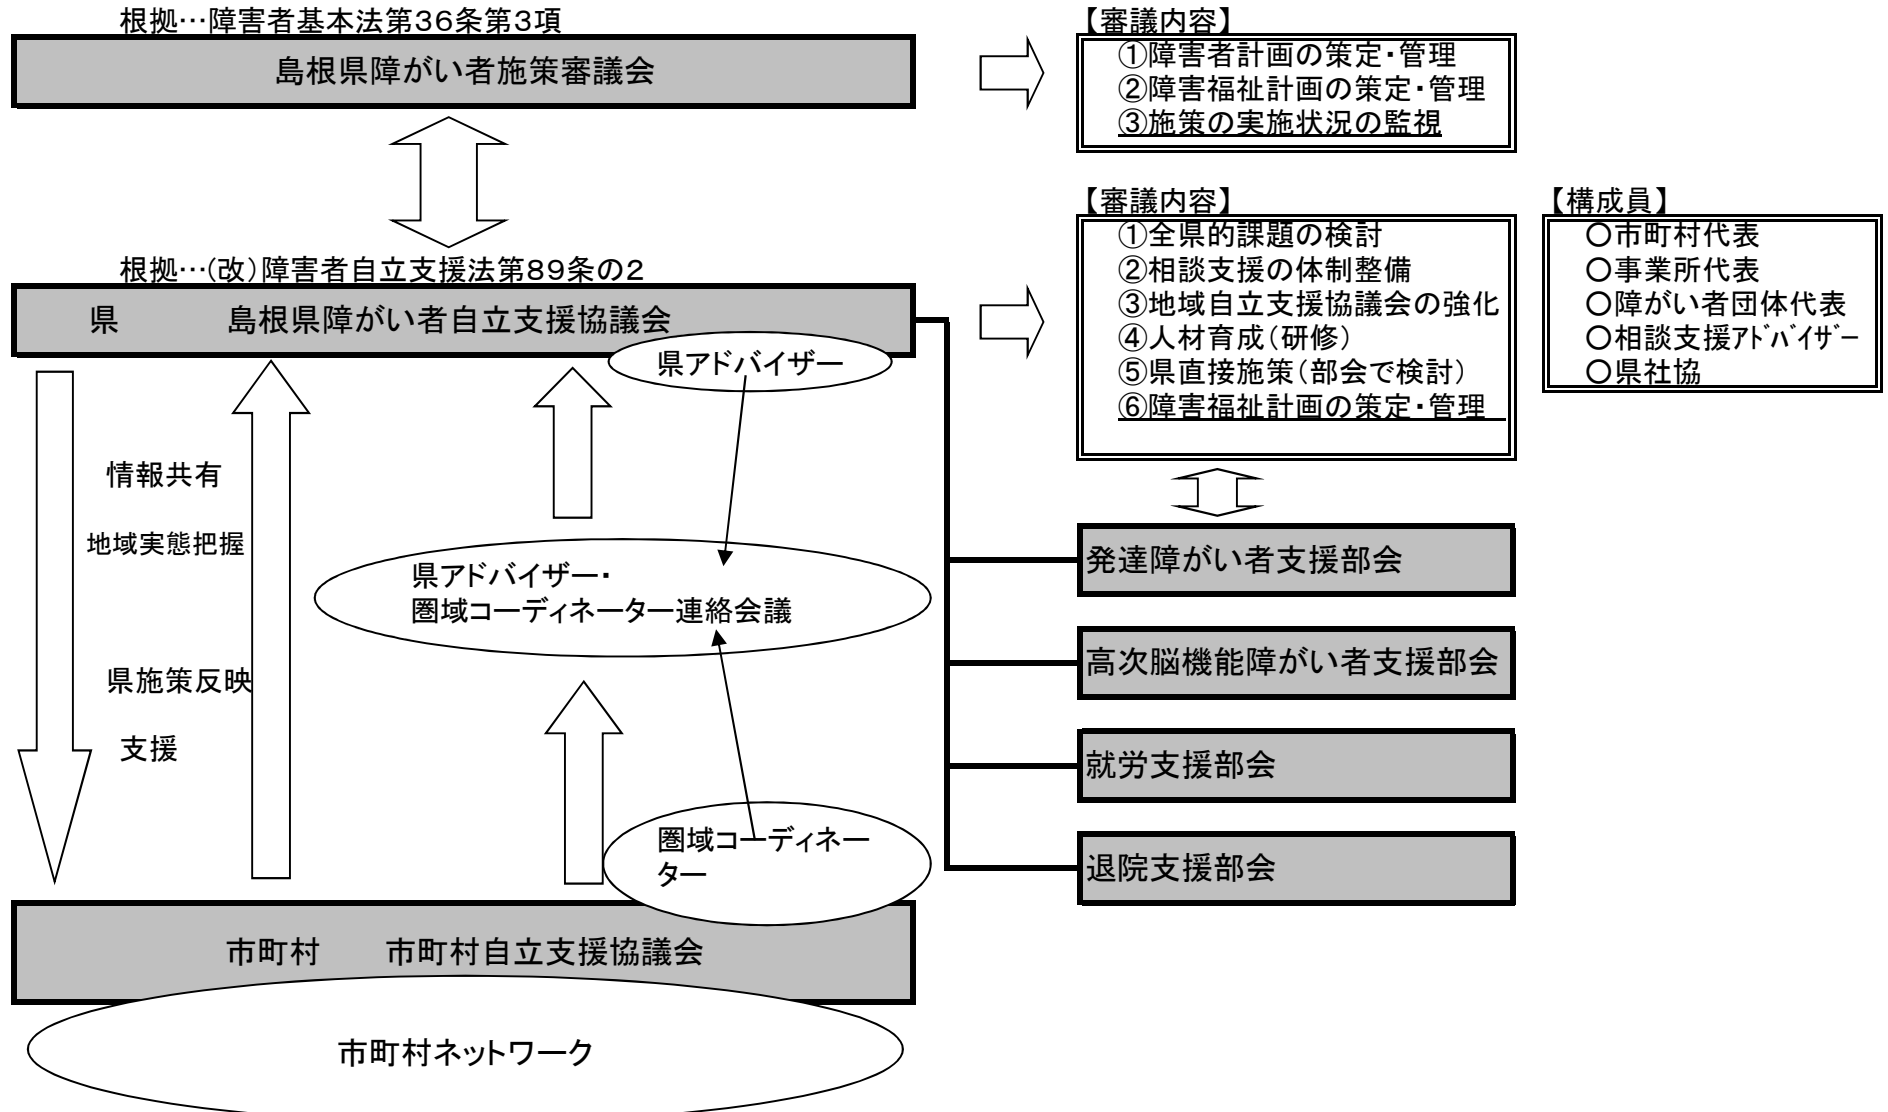 根拠…障害者基本法第36条第3項
島根県障がい者施策審議会
【審議内容】
①障害者計画の策定・管理
②障害福祉計画の策定・管理
③施策の実施状況の監視
根拠…(改)障害者自立支援法第89条の2
県 島根県障がい者自立支援協議会
県アドバイザー
【審議内容】
①全県的課題の検討
②相談支援の体制整備
③地域自立支援協議会の強化
④人材育成(研修)
⑤県直接施策(部会で検討)
⑥障害福祉計画の策定・管理
【構成員】
○市町村代表
○事業所代表
○障がい者団体代表
○相談支援ｱﾄﾞﾊﾞｲｻﾞｰ
○県社協
情報共有
地域実態把握
県施策反映
支援
県アドバイザー・
圏域コーディネーター連絡会議
圏域コーディネー
ター
発達障がい者支援部会
高次脳機能障がい者支援部会
就労支援部会
退院支援部会
市町村 市町村自立支援協議会
市町村ネットワーク